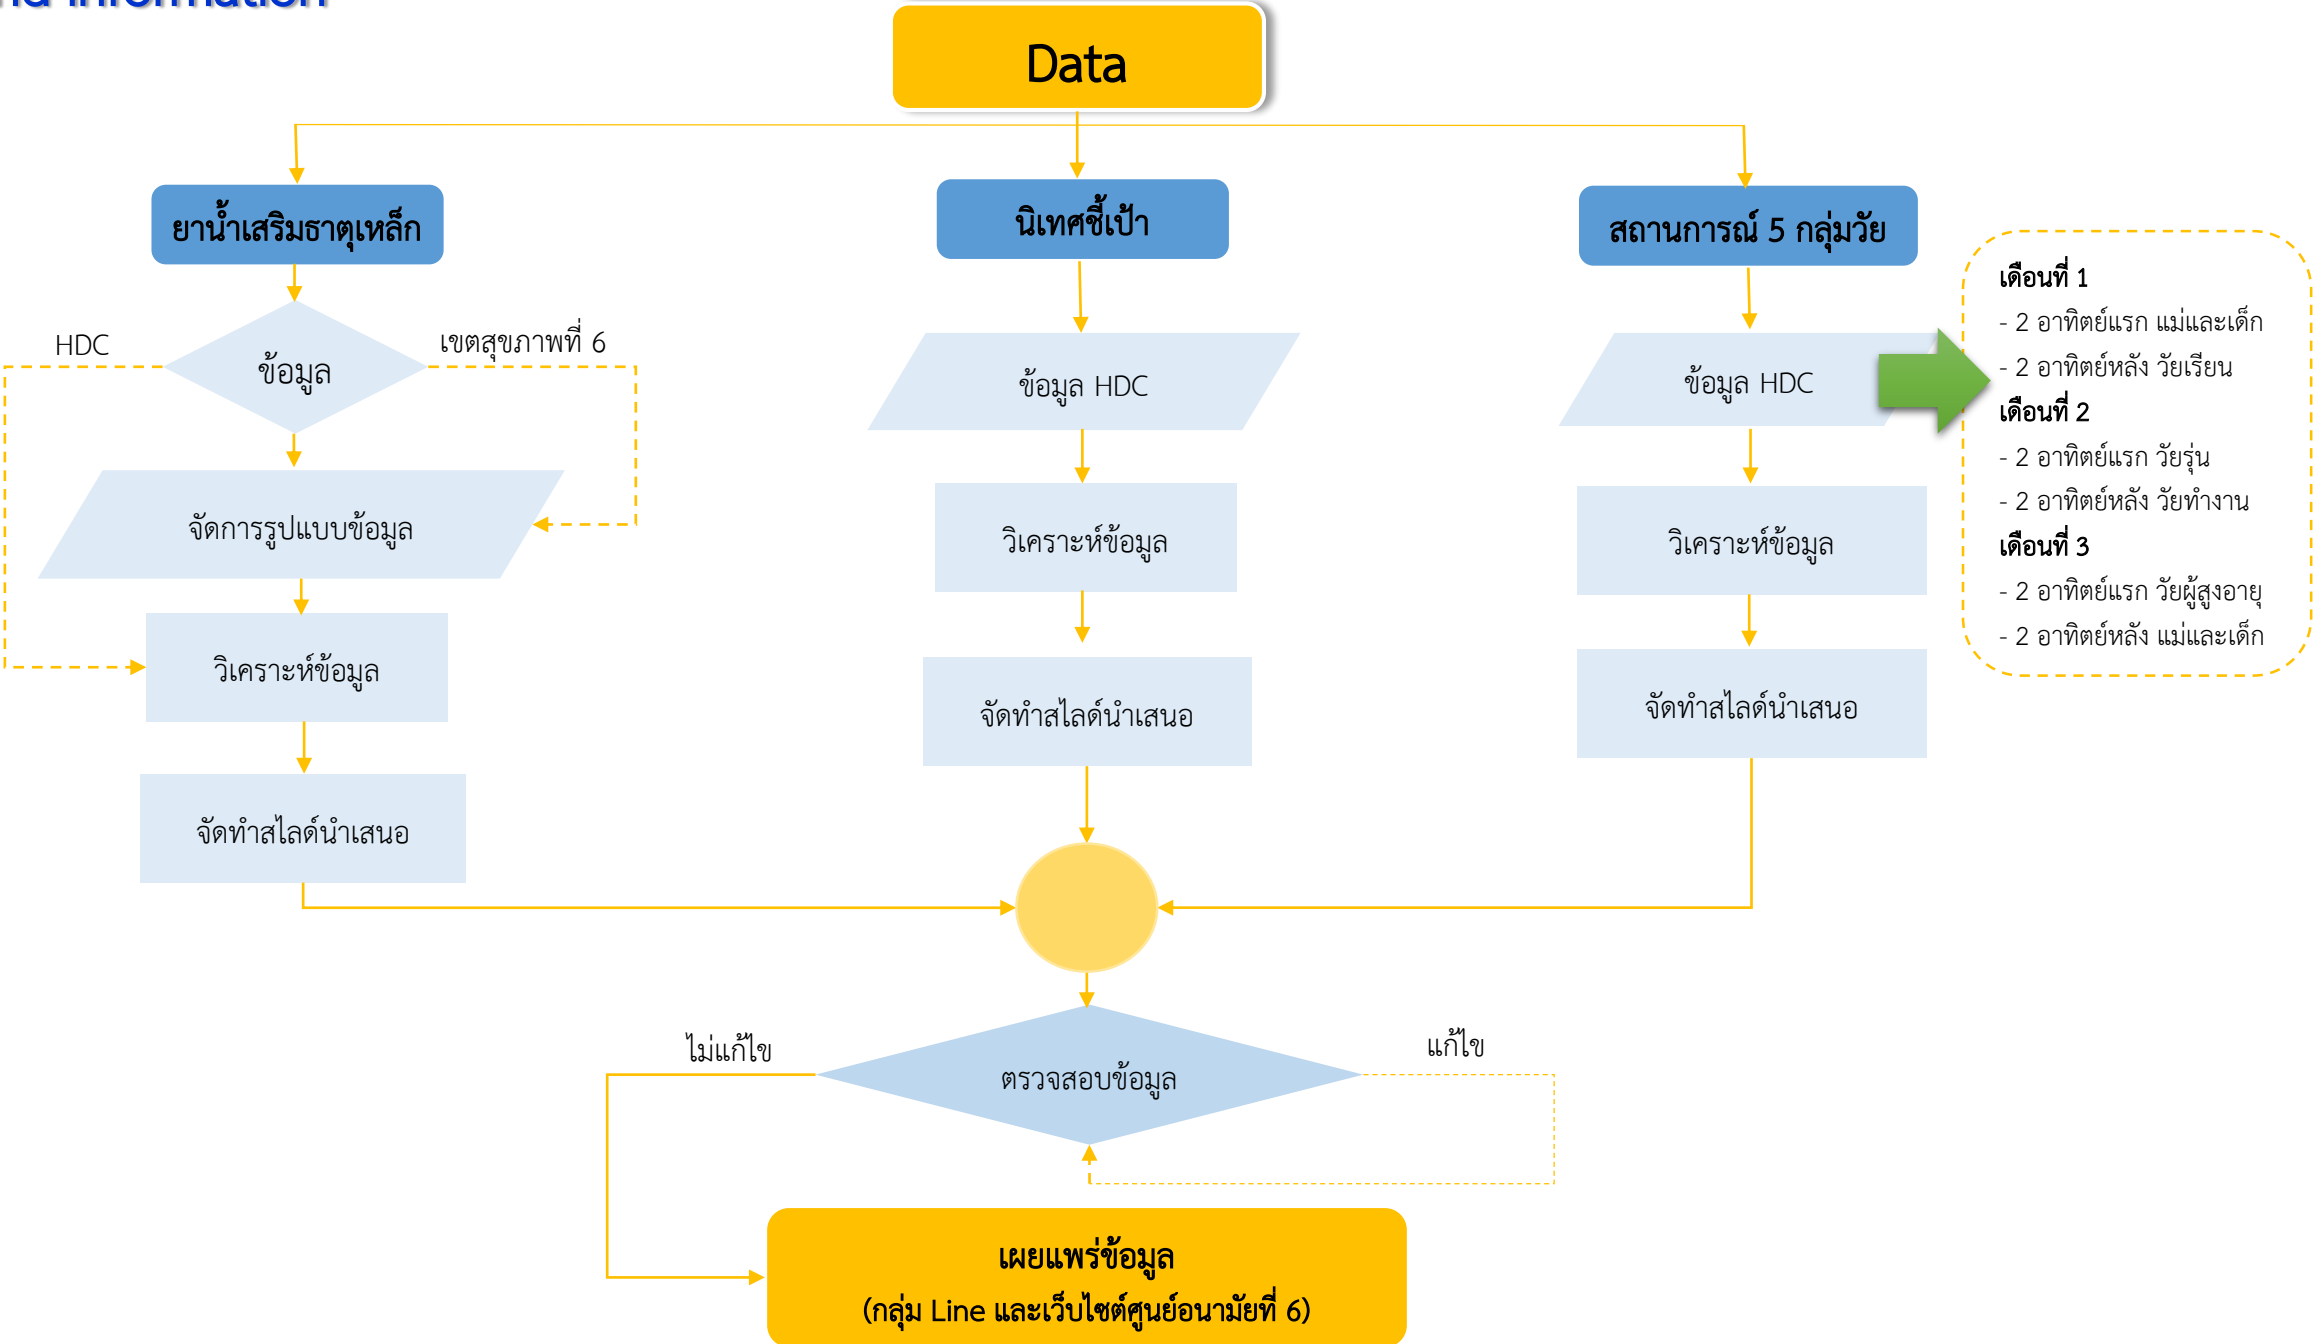 nd information
Data
ยาน้ำเสริมธาตุเหล็ก
นิเทศชี้เป้า
สถานการณ์ 5 กลุ่มวัย
HDC
ข้อมูล
เขตสุขภาพที่ 6
จัดการรูปแบบข้อมูล
วิเคราะห์ข้อมูล
จัดทำสไลด์นำเสนอ
ข้อมูล HDC
วิเคราะห์ข้อมูล
จัดทำสไลด์นำเสนอ
ข้อมูล HDC
วิเคราะห์ข้อมูล
จัดทำสไลด์นำเสนอ
เดือนที่ 1
- 2 อาทิตย์แรก แม่และเด็ก
- 2 อาทิตย์หลัง วัยเรียน
เดือนที่ 2
- 2 อาทิตย์แรก วัยรุ่น
- 2 อาทิตย์หลัง วัยทำงาน
เดือนที่ 3
- 2 อาทิตย์แรก วัยผู้สูงอายุ
- 2 อาทิตย์หลัง แม่และเด็ก
ไม่แก้ไข
ตรวจสอบข้อมูล
แก้ไข
เผยแพร่ข้อมูล
(กลุ่ม Line และเว็บไซต์ศูนย์อนามัยที่ 6)